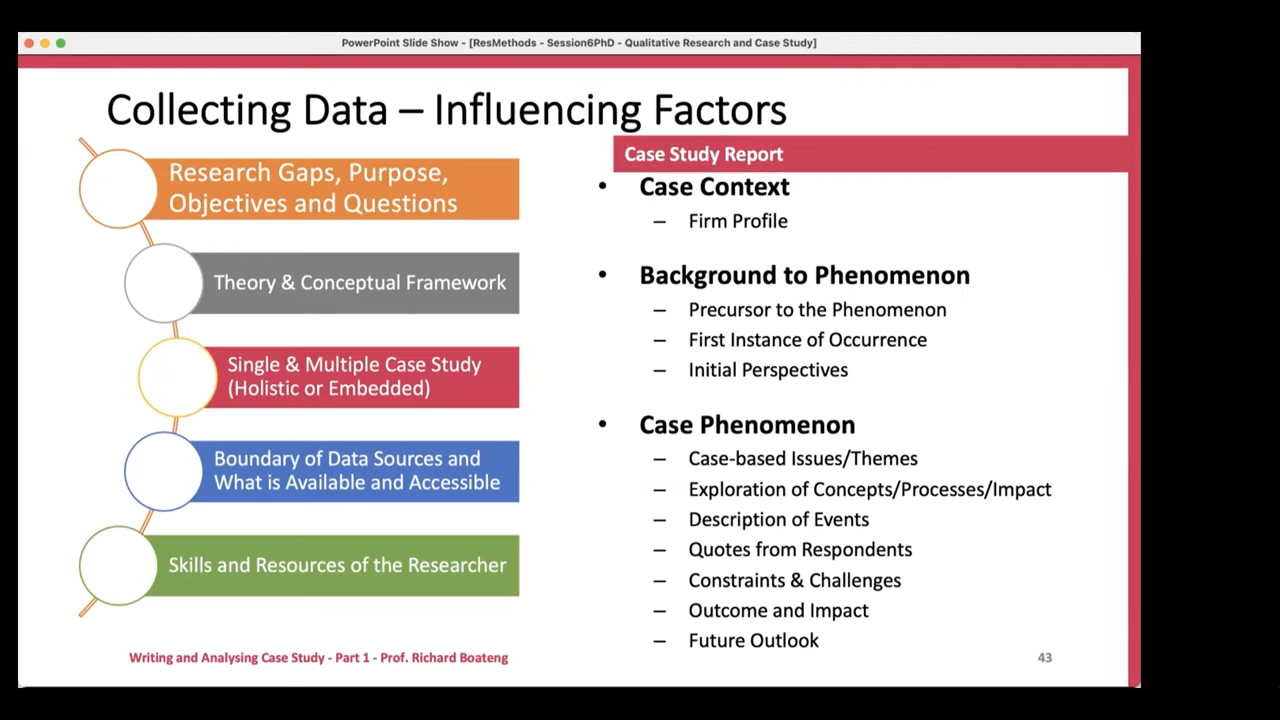 PowerPoint Slide Show - [ResMethods - Session6PhD - Qualitative Research and Case Study]
Collecting Data – Influencing Factors
Research Gaps, Purpose,
Objectives and Questions
Theory & Conceptual Framework
Single & Multiple Case Study
(Holistic or Embedded)
Boundary of Data Sources and
What is Available and Accessible
Skills and Resources of the Researcher
Case Study Report
• Case Context
– Firm Profile
• Background to Phenomenon
– Precursor to the Phenomenon
– First Instance of Occurrence
– Initial Perspectives
• Case Phenomenon
– Case-based Issues/Themes
– Exploration of Concepts/Processes/Impact
– Description of Events
– Quotes from Respondents
– Constraints & Challenges
– Outcome and Impact
– Future Outlook
Writing and Analysing Case Study - Part 1 - Prof. Richard Boateng
43